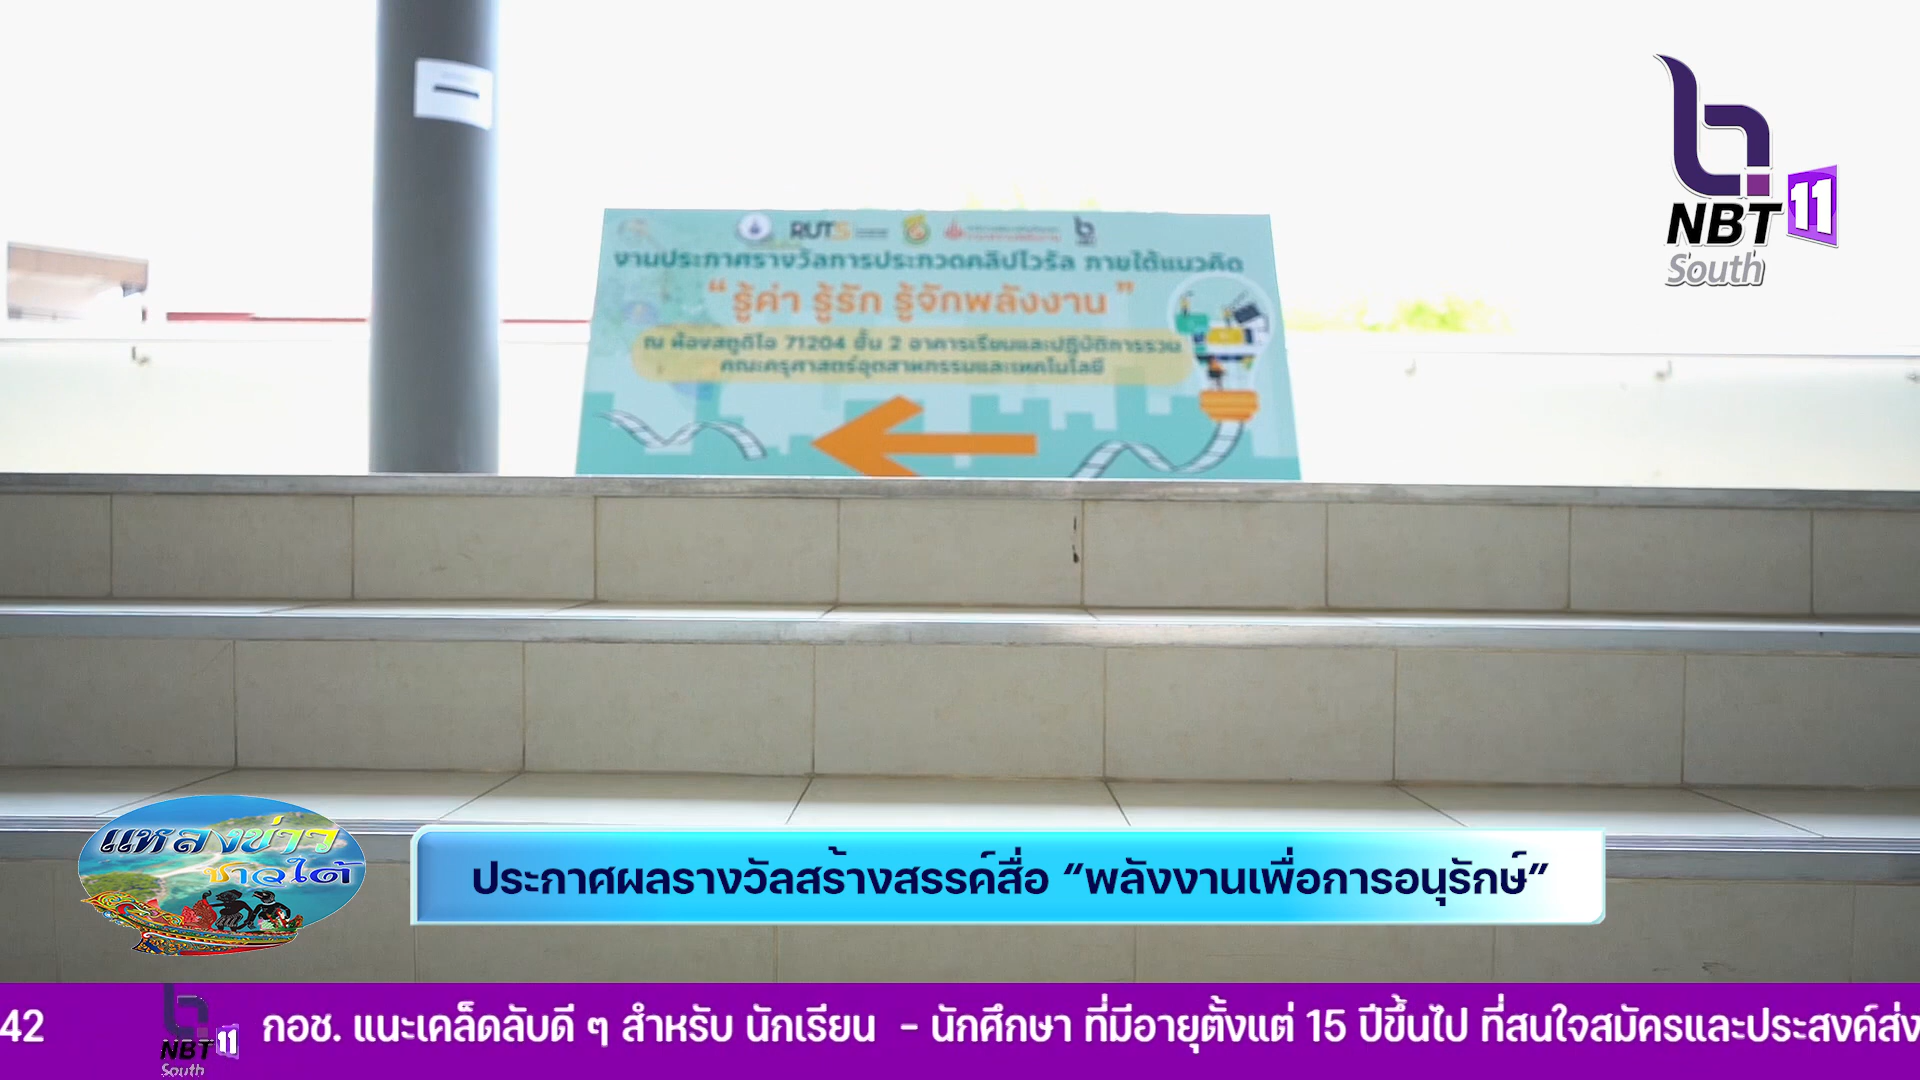 NBT 11
South
RUTS
งานประกาศรางวัลการประกวดคลิปไวรัล ภายใต้แนวคิด
“ รู้ค่า รู้รัก รู้จักพลังงาน ”
ณ ห้องสตูดิโอ 71204 ชั้น 2 อาคารเรียนและปฏิบัติการรวม
คณะครุศาสตร์อุตสาหกรรมและเทคโนโลยี
แหลงข่าว
ชาวใต้
ประกาศผลรางวัลสร้างสรรค์สื่อ “พลังงานเพื่อการอนุรักษ์”
42 NBT 11 South กอช. แนะเคล็ดลับดี ๆ สำหรับ นักเรียน - นักศึกษา ที่มีอายุตั้งแต่ 15 ปีขึ้นไป ที่สนใจสมัครและประสงค์ส่ง